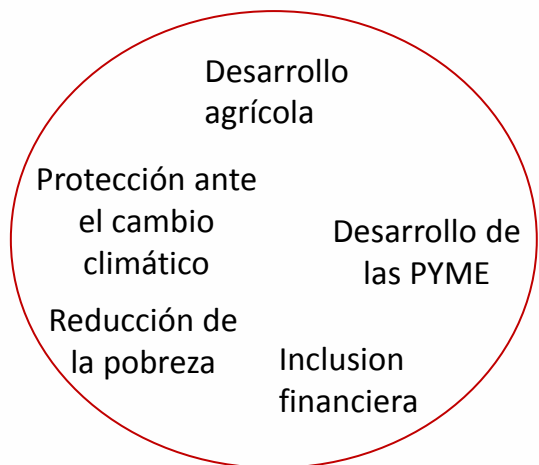 Desarrollo
agrícola
Protección ante
el cambio
climático
Desarrollo de
las PYME
Reducción de
la pobreza
Inclusion
financiera